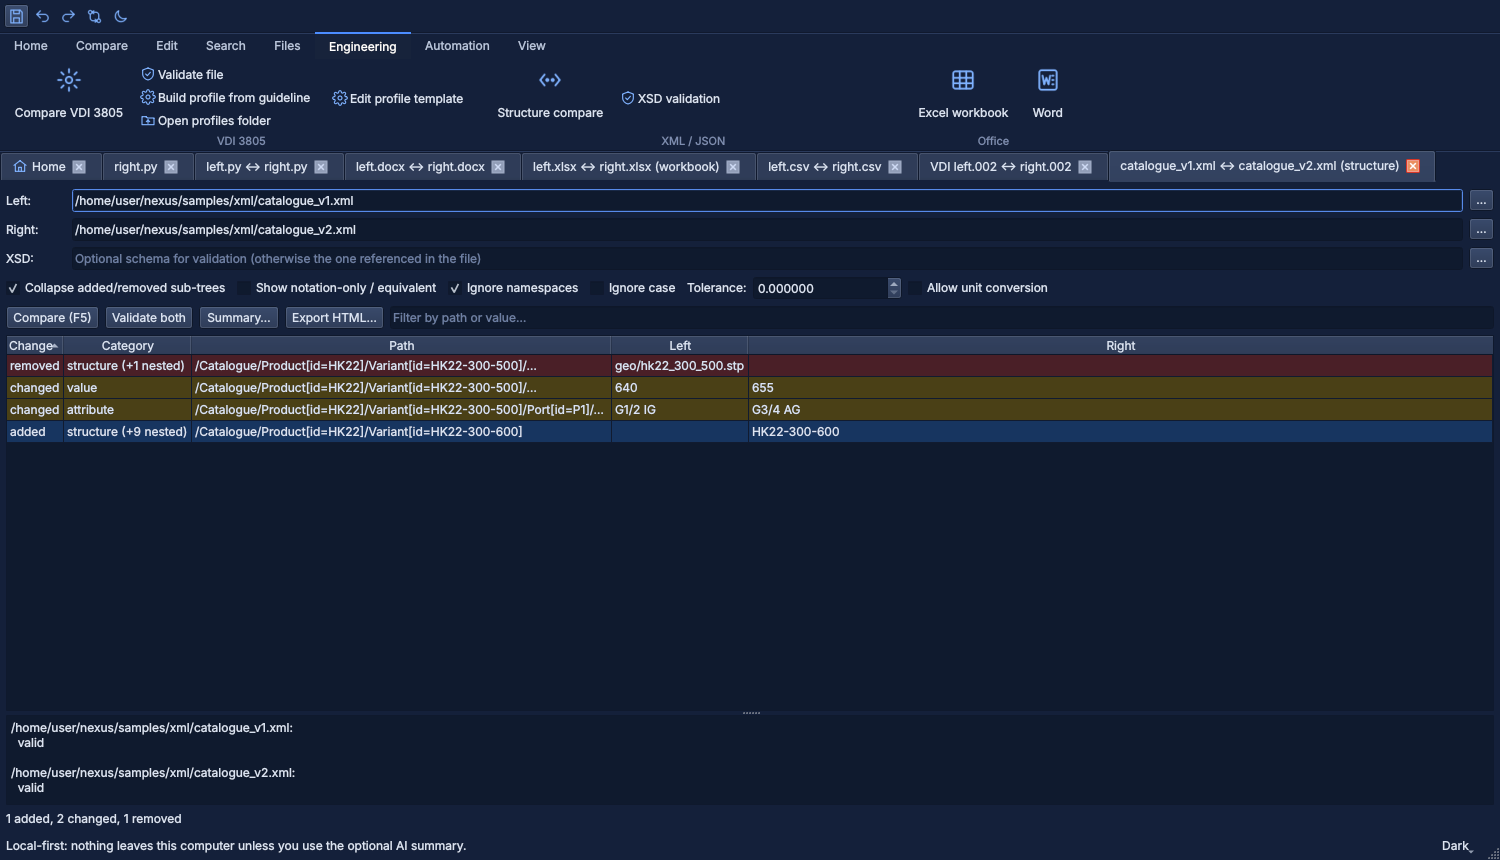 Home Compare Edit Search Files Engineering Automation View
Compare VDI 3805
Validate file
Build profile from guideline
Open profiles folder
Edit profile template
VDI 3805
Structure compare
XSD validation
XML / JSON
Excel workbook
Word
Office
Home right.py left.py ↔ right.py left.docx ↔ right.docx left.xlsx ↔ right.xlsx (workbook) left.csv ↔ right.csv VDI left.002 ↔ right.002 catalogue_v1.xml ↔ catalogue_v2.xml (structure)
Left: /home/user/nexus/samples/xml/catalogue_v1.xml ...
Right: /home/user/nexus/samples/xml/catalogue_v2.xml ...
XSD: Optional schema for validation (otherwise the one referenced in the file) ...
Collapse added/removed sub-trees Show notation-only / equivalent Ignore namespaces Ignore case Tolerance: 0.000000 Allow unit conversion
Compare (F5) Validate both Summary... Export HTML... Filter by path or value...
Change Category Path Left Right
removed structure (+1 nested) /Catalogue/Product[id=HK22]/Variant[id=HK22-300-500]/... geo/hk22_300_500.stp
changed value /Catalogue/Product[id=HK22]/Variant[id=HK22-300-500]/... 640 655
changed attribute /Catalogue/Product[id=HK22]/Variant[id=HK22-300-500]/Port[id=P1]/... G1/2 IG G3/4 AG
added structure (+9 nested) /Catalogue/Product[id=HK22]/Variant[id=HK22-300-600] HK22-300-600
/home/user/nexus/samples/xml/catalogue_v1.xml:
valid
/home/user/nexus/samples/xml/catalogue_v2.xml:
valid
1 added, 2 changed, 1 removed
Local-first: nothing leaves this computer unless you use the optional AI summary. Dark